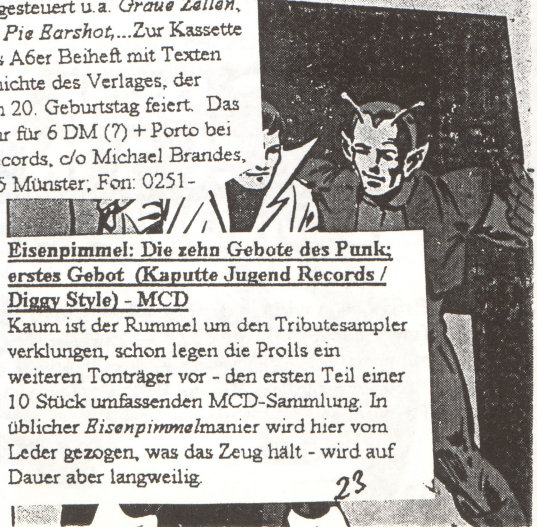 gesteuert u.a. Graue Zellen,
Pie Earshot,...Zur Kassette
s A6er Beiheft mit Texten
hichte des Verlages, der
n 20. Geburtstag feiert. Das
hr für 6 DM (?) + Porto bei
cords, c/o Michael Brandes,
5 Münster; Fon: 0251-
Eisenpimmel: Die zehn Gebote des Punk;
erstes Gebot (Kaputte Jugend Records /
Diggy Style) - MCD
Kaum ist der Rummel um den Tributesampler
verklungen, schon legen die Prolls ein
weiteren Tonträger vor - den ersten Teil einer
10 Stück umfassenden MCD-Sammlung. In
üblicher Eisenpimmelmanier wird hier vom
Leder gezogen, was das Zeug hält - wird auf
Dauer aber langweilig.
23